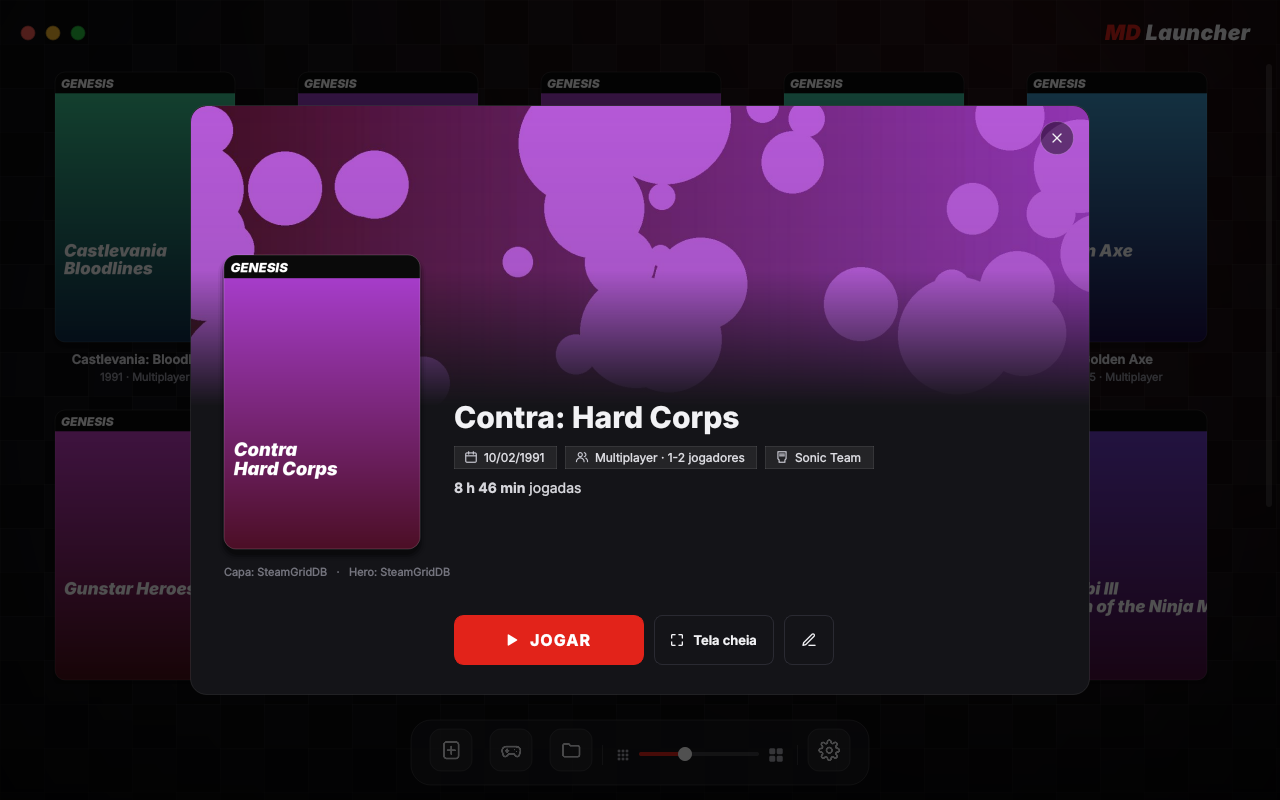 MD Launcher
GENESIS
GENESIS
GENESIS
GENESIS
GENESIS
Castlevania
Bloodlines
n Axe
Castlevania: Bloodl
1991 · Multiplayer
olden Axe
5 · Multiplayer
GENESIS
Contra
Hard Corps
Contra: Hard Corps
10/02/1991
Multiplayer · 1-2 jogadores
Sonic Team
8 h 46 min jogadas
Capa: SteamGridDB · Hero: SteamGridDB
JOGAR
Tela cheia
GENESIS
Gunstar Heroes
bi III
n of the Ninja M